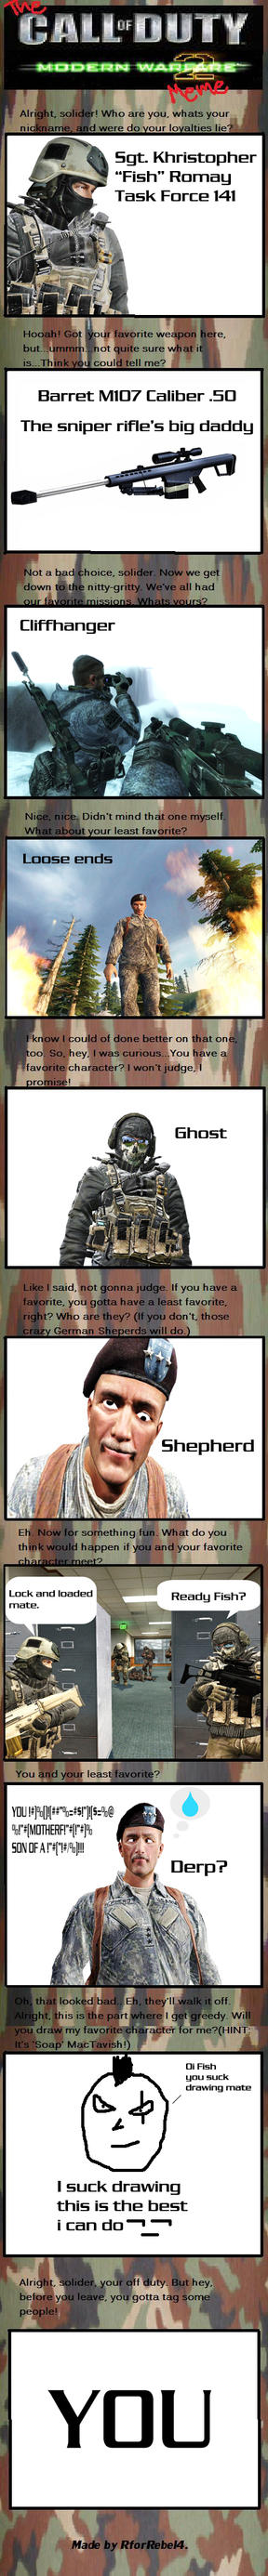 The
CALL OF DUTY
MODERN WARFARE
2
Meme
Alright, solider! Who are you, whats your
nickname, and were do your loyalties lie?
Sgt. Khristopher
"Fish" Romay
Task Force 141
Hooah! Got your favorite weapon here,
but...ummm...not quite sure what it
is...Think you could tell me?
Barret M107 Caliber .50
The sniper rifle's big daddy
Not a bad choice, solider. Now we get
down to the nitty-gritty. We've all had
our favorite missions. Whats yours?
Cliffhanger
Nice, nice. Didn't mind that one myself.
What about your least favorite?
Loose ends
I know I could of done better on that one,
too. So, hey, I was curious...You have a
favorite character? I won't judge, I
promise!
Ghost
Like I said, not gonna judge. If you have a
favorite, you gotta have a least favorite,
right? Who are they? (If you don't, those
crazy German Sheperds will do.)
Shepherd
Eh. Now for something fun. What do you
think would happen if you and your favorite
character meet?
Lock and loaded
mate.
Ready Fish?
You and your least favorite?
SON OF A
Derp?
Oh, that looked bad...Eh, they'll walk it off.
Alright, this is the part where I get greedy. Will
you draw my favorite character for me?(HINT:
It's 'Soap' MacTavish!)
Oi Fish
you suck
drawing mate
I suck drawing
this is the best
i can do
Alright, solider, your off duty. But hey,
before you leave, you gotta tag some
people!
YOU
Made by RforRebel4.